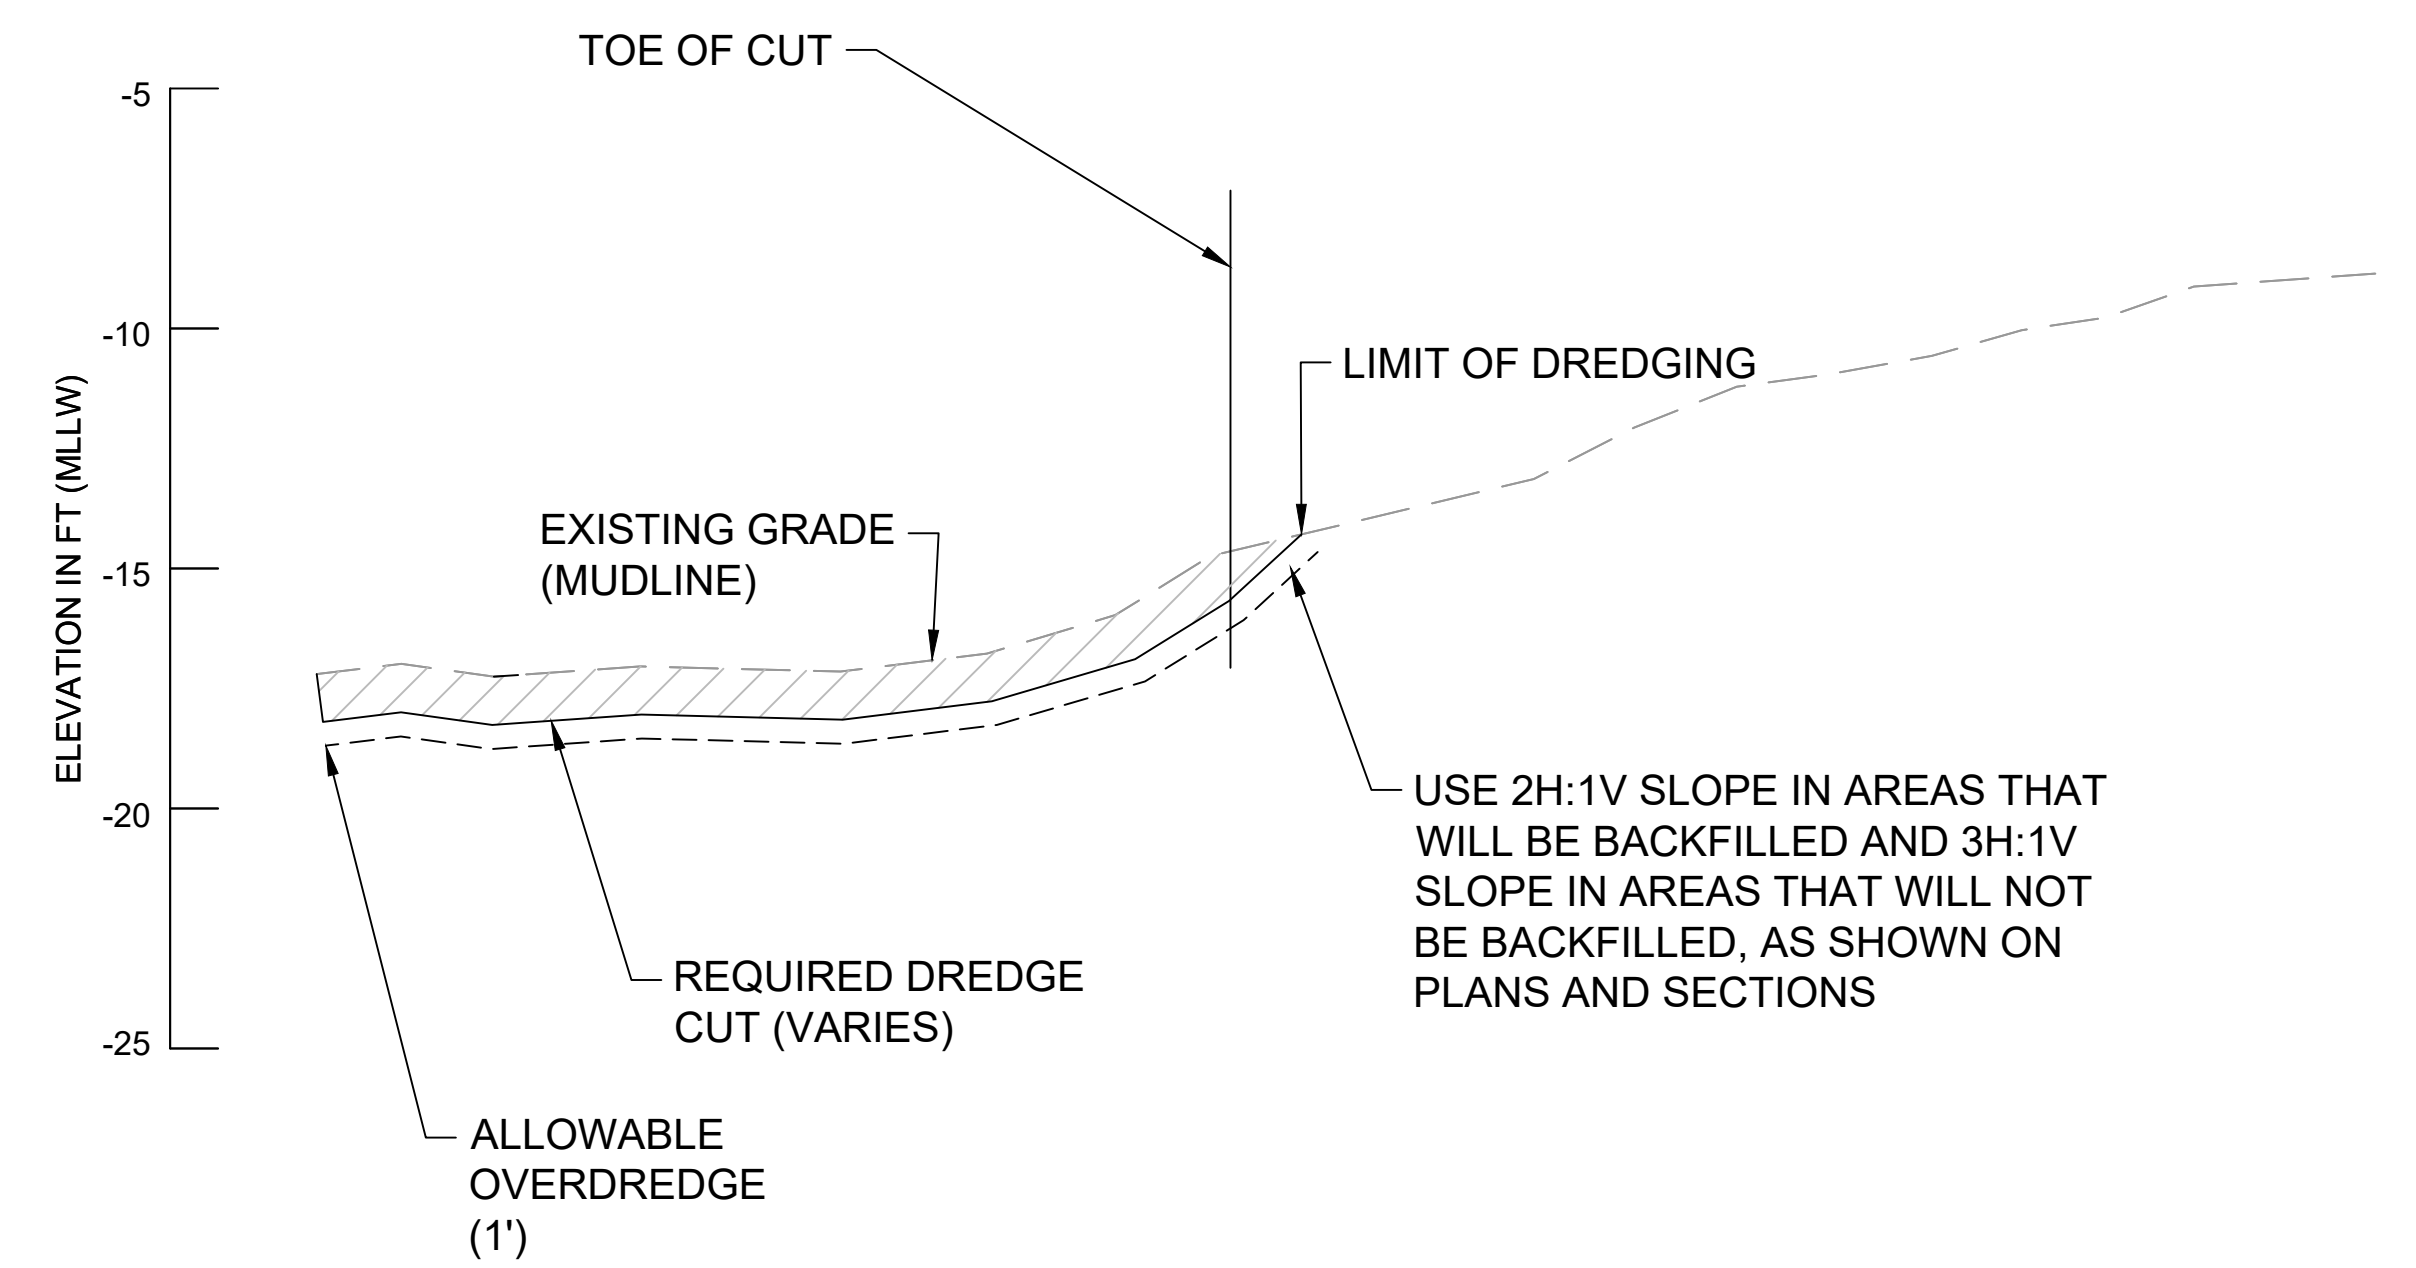 TOE OF CUT
-5
-10
LIMIT OF DREDGING
ELEVATION IN FT (MLLW)
EXISTING GRADE
(MUDLINE)
-15
-20
USE 2H:1V SLOPE IN AREAS THAT
WILL BE BACKFILLED AND 3H:1V
SLOPE IN AREAS THAT WILL NOT
BE BACKFILLED, AS SHOWN ON
PLANS AND SECTIONS
REQUIRED DREDGE
CUT (VARIES)
-25
ALLOWABLE
OVERDREDGE
(1')